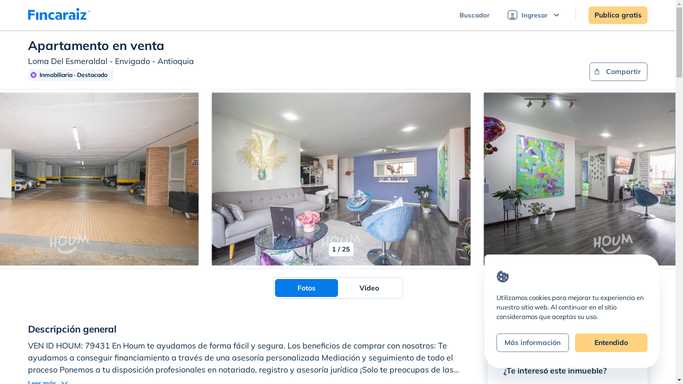 Fincaraiz
Buscador
Ingresar
Publica gratis
Apartamento en venta
Loma Del Esmeraldal - Envigado - Antioquia
Inmobiliaria · Destacado
Compartir
HOUM
HOUM
HOUM
1 / 25
Fotos
Video
Utilizamos cookies para mejorar tu experiencia en
nuestro sitio web. Al continuar en el sitio
consideramos que aceptas su uso.
Más información
Entendido
Descripción general
VEN ID HOUM: 79431 En Houm te ayudamos de forma fácil y segura. Los beneficios de comprar con nosotros: Te
ayudamos a conseguir financiamiento a través de una asesoría personalizada Mediación y seguimiento de todo el
proceso Ponemos a tu disposición profesionales en notariado, registro y asesoría jurídica ¡Solo te preocupas de las...
Leer más
¿Te interesó este inmueble?